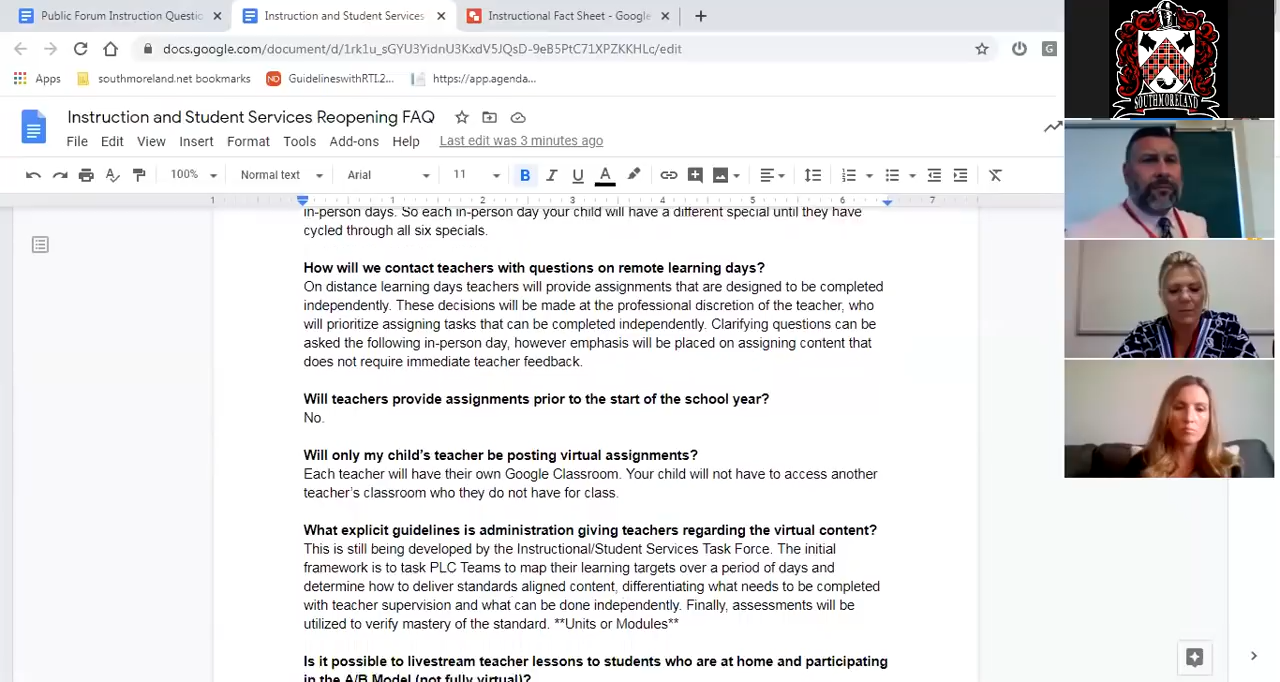 Public Forum Instruction Questi
Instruction and Student Services
Instructional Fact Sheet - Google
docs.google.com/document/d/1rk1u_sGYU3YidnU3KxdV5JQsD-9eB5PtC71XPZKKHLc/edit
G
Apps
southmoreland.net bookmarks
GuidelineswithRTI.2...
https://app.agenda...
SOUTHMORELAND
Instruction and Student Services Reopening FAQ
File Edit View Insert Format Tools Add-ons Help Last edit was 3 minutes ago
100% Normal text Arial 11 B I U A
1 1 2 3 4 5 6 7
in-person days. So each in-person day your child will have a different special until they have
cycled through all six specials.
How will we contact teachers with questions on remote learning days?
On distance learning days teachers will provide assignments that are designed to be completed
independently. These decisions will be made at the professional discretion of the teacher, who
will prioritize assigning tasks that can be completed independently. Clarifying questions can be
asked the following in-person day, however emphasis will be placed on assigning content that
does not require immediate teacher feedback.
Will teachers provide assignments prior to the start of the school year?
No.
Will only my child's teacher be posting virtual assignments?
Each teacher will have their own Google Classroom. Your child will not have to access another
teacher's classroom who they do not have for class.
What explicit guidelines is administration giving teachers regarding the virtual content?
This is still being developed by the Instructional/Student Services Task Force. The initial
framework is to task PLC Teams to map their learning targets over a period of days and
determine how to deliver standards aligned content, differentiating what needs to be completed
with teacher supervision and what can be done independently. Finally, assessments will be
utilized to verify mastery of the standard. **Units or Modules**
Is it possible to livestream teacher lessons to students who are at home and participating
in the A/B Model (not fully virtual)?